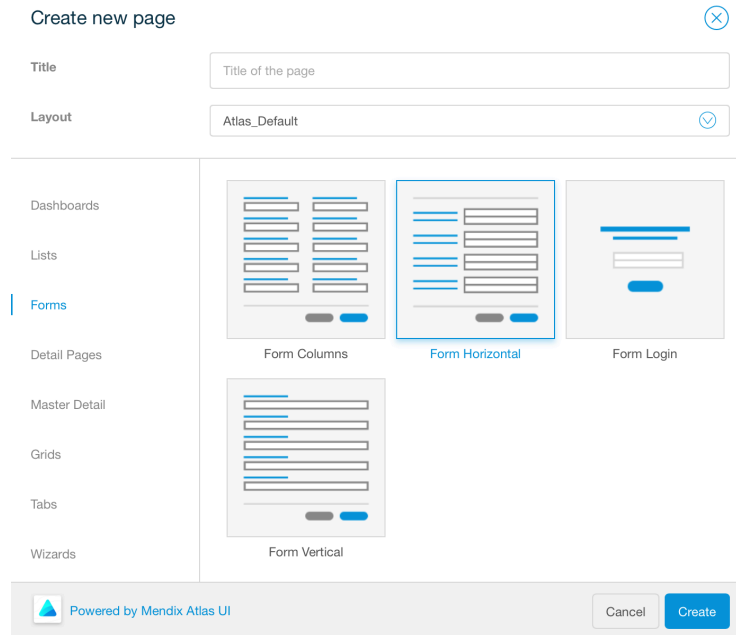 Create new page
Title
Title of the page
Layout
Atlas_Default
Dashboards
Lists
Forms
Detail Pages
Master Detail
Grids
Tabs
Wizards
Form Columns
Form Horizontal
Form Login
Form Vertical
Powered by Mendix Atlas UI
Cancel
Create